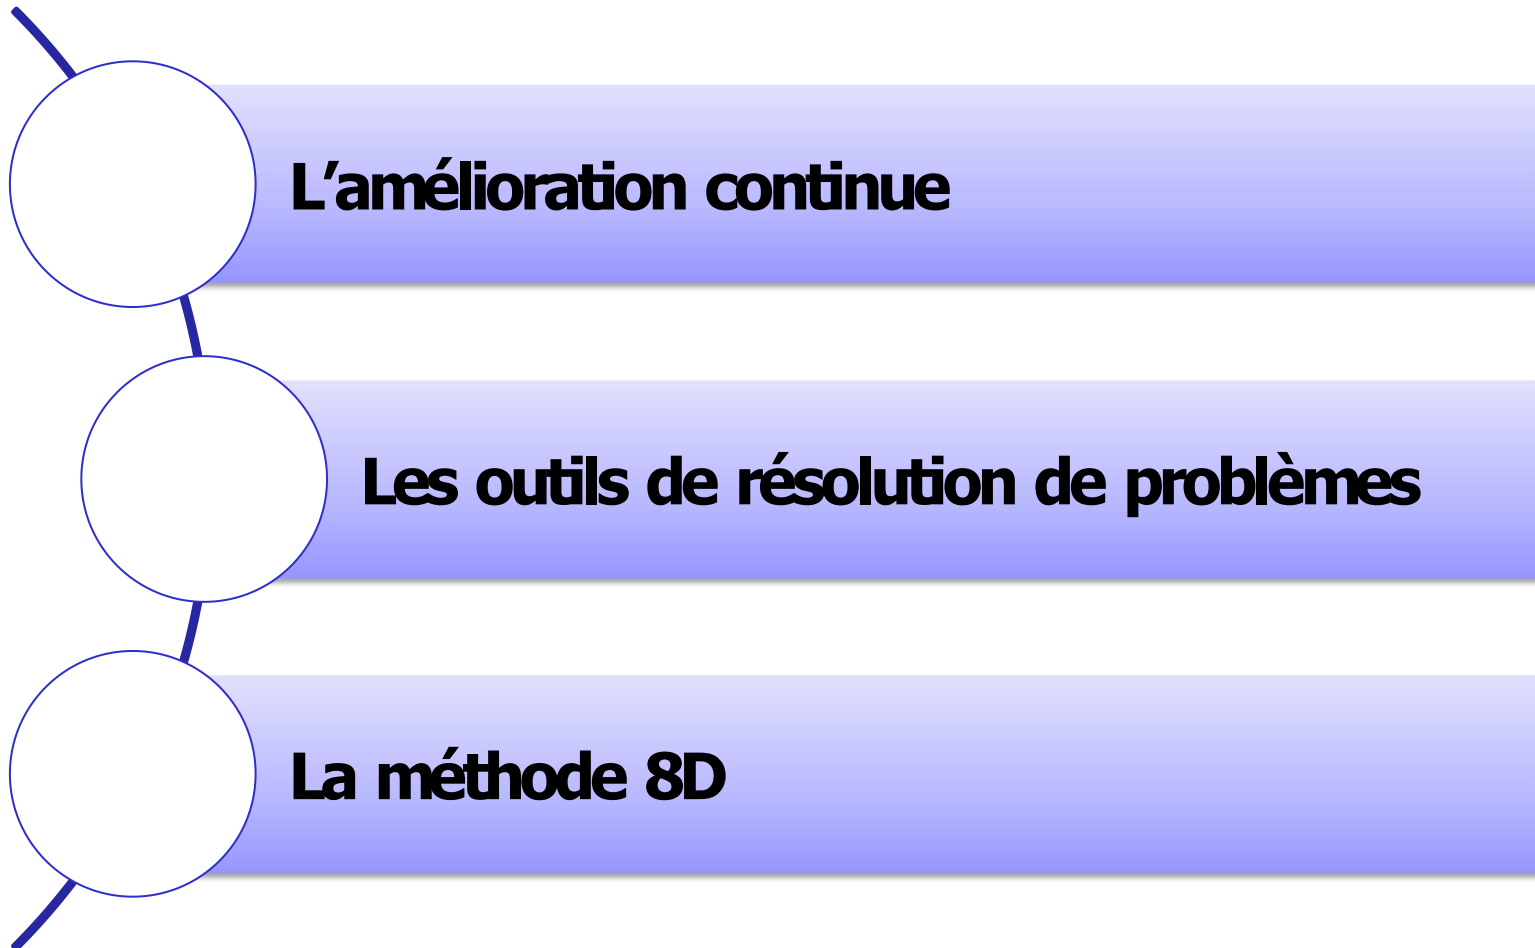 L’amélioration continue
Les outils de résolution de problèmes
La méthode 8D